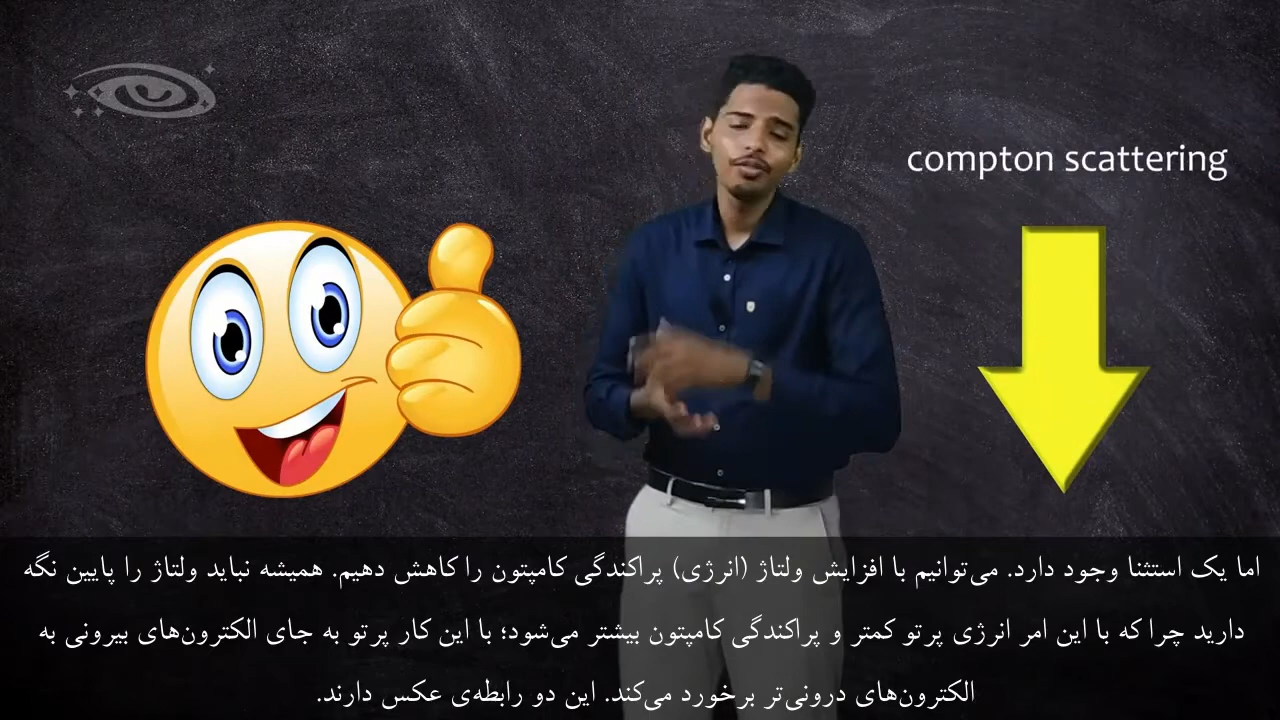 compton scattering
اما یک استثنا وجود دارد. می‌توانیم با افزایش ولتاژ (انرژی) پراکندگی کامپتون را کاهش دهیم. همیشه نباید ولتاژ را پایین نگه
دارید چرا که با این امر انرژی پرتو کمتر و پراکندگی کامپتون بیشتر می‌شود؛ با این کار پرتو به جای الکترون‌های بیرونی به
الکترون‌های درونی‌تر برخورد می‌کند. این دو رابطه‌ی عکس دارند.